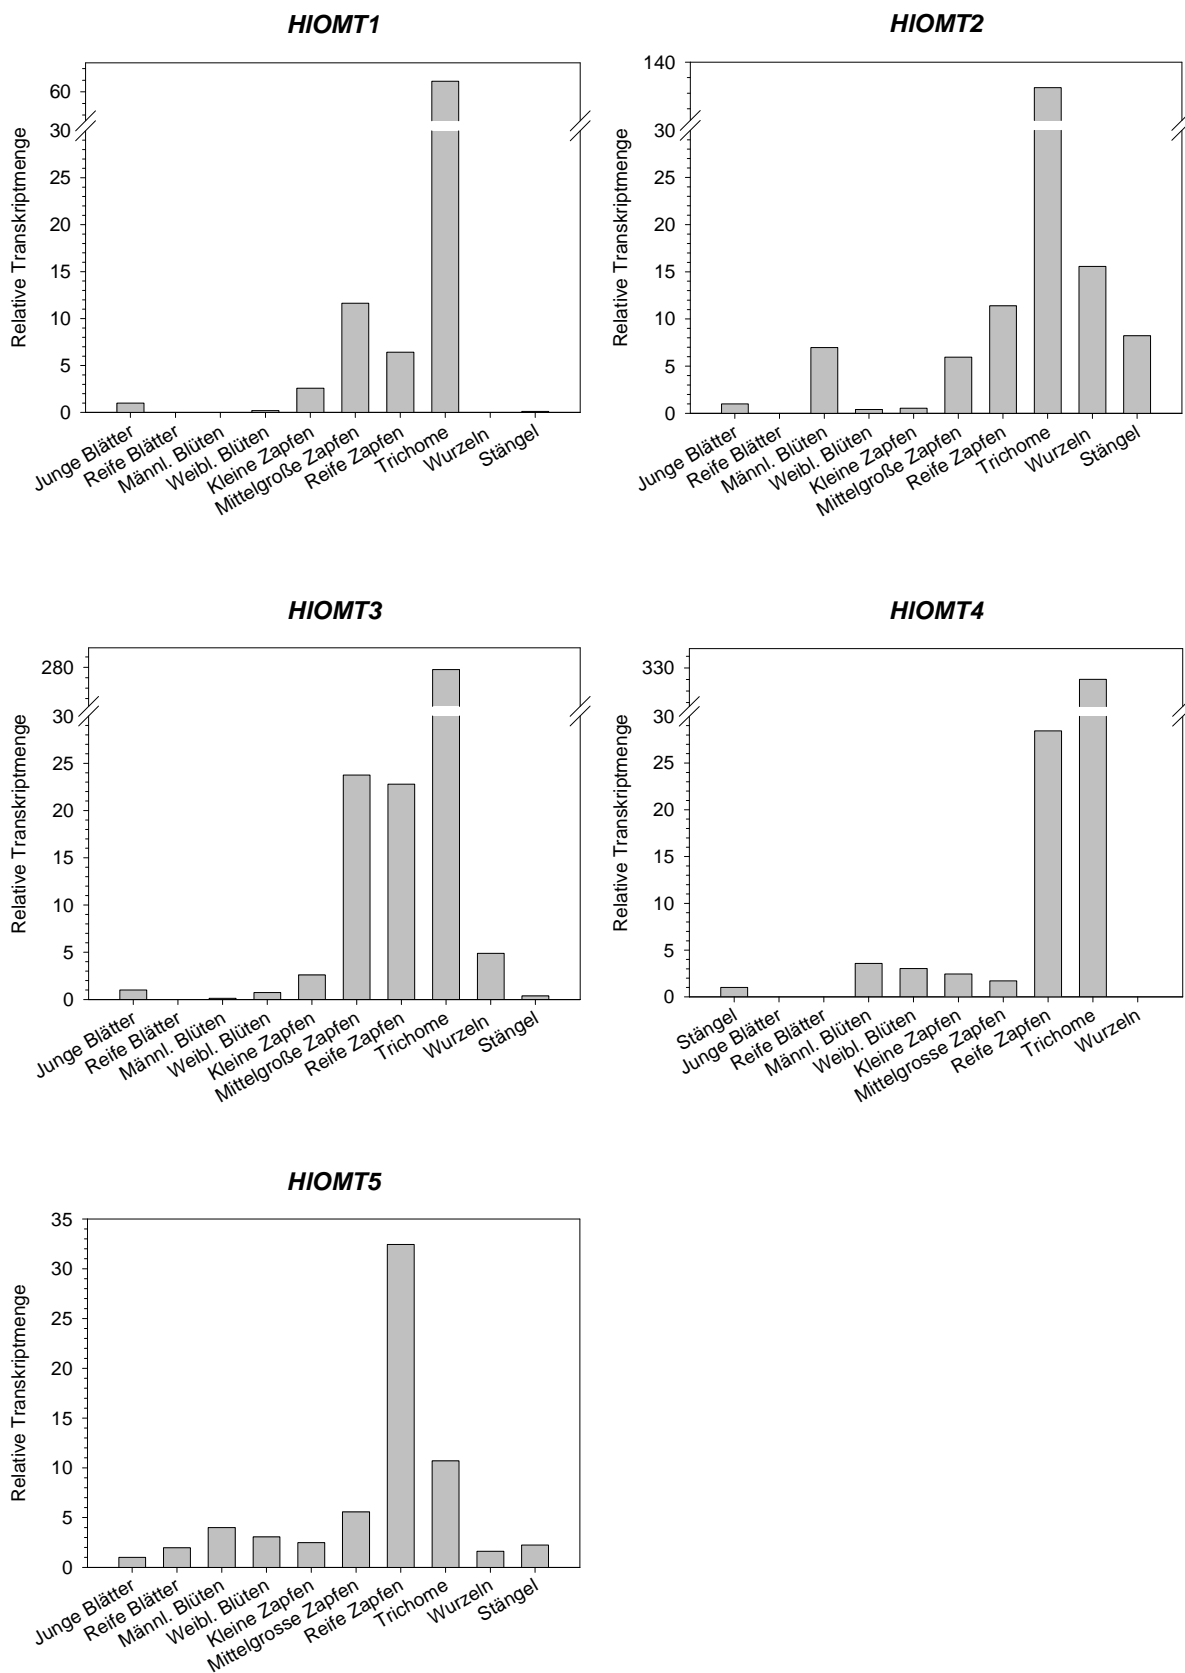 HlOMT1
Relative Transkriptmenge
60
30
20
15
10
5
0
Junge Blätter
Reife Blätter
Männl. Blüten
Weibl. Blüten
Kleine Zapfen
Mittelgroße Zapfen
Reife Zapfen
Trichome
Wurzeln
Stängel
HlOMT2
Relative Transkriptmenge
140
30
20
15
10
5
0
Junge Blätter
Reife Blätter
Männl. Blüten
Weibl. Blüten
Kleine Zapfen
Mittelgroße Zapfen
Reife Zapfen
Trichome
Wurzeln
Stängel
HlOMT3
Relative Transkriptmenge
280
30
25
20
15
10
5
0
Junge Blätter
Reife Blätter
Männl. Blüten
Weibl. Blüten
Kleine Zapfen
Mittelgroße Zapfen
Reife Zapfen
Trichome
Wurzeln
Stängel
HlOMT4
Relative Transkriptmenge
330
30
25
20
15
10
5
0
Stängel
Junge Blätter
Reife Blätter
Männl. Blüten
Weibl. Blüten
Kleine Zapfen
Mittelgrosse Zapfen
Reife Zapfen
Trichome
Wurzeln
HlOMT5
Relative Transkriptmenge
35
30
25
20
15
10
5
0
Junge Blätter
Reife Blätter
Männl. Blüten
Weibl. Blüten
Kleine Zapfen
Mittelgrosse Zapfen
Reife Zapfen
Trichome
Wurzeln
Stängel